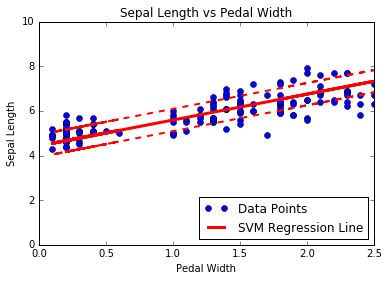 Sepal Length vs Pedal Width
10
8
6
4
2
0
Sepal Length
0.0
0.5
1.0
1.5
2.0
2.5
Pedal Width
Data Points
SVM Regression Line